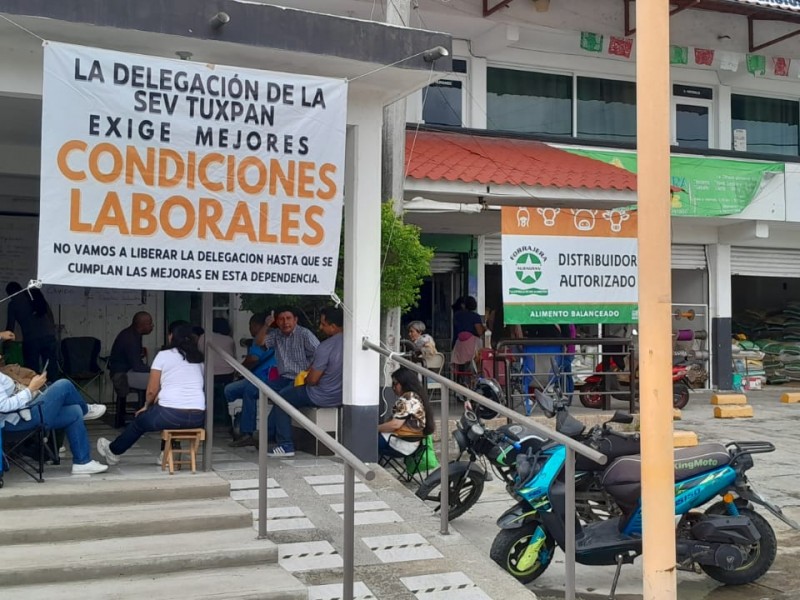 LA DELEGACIÓN DE LA
SEV TUXPAN
EXIGE MEJORES
CONDICIONES
LABORALES
NO VAMOS A LIBERAR LA DELEGACION HASTA QUE SE
CUMPLAN LAS MEJORAS EN ESTA DEPENDENCIA.
FORRAJERA
DISTRIBUIDOR
AUTORIZADO
ALIMENTO BALANCEADO
KingMoto